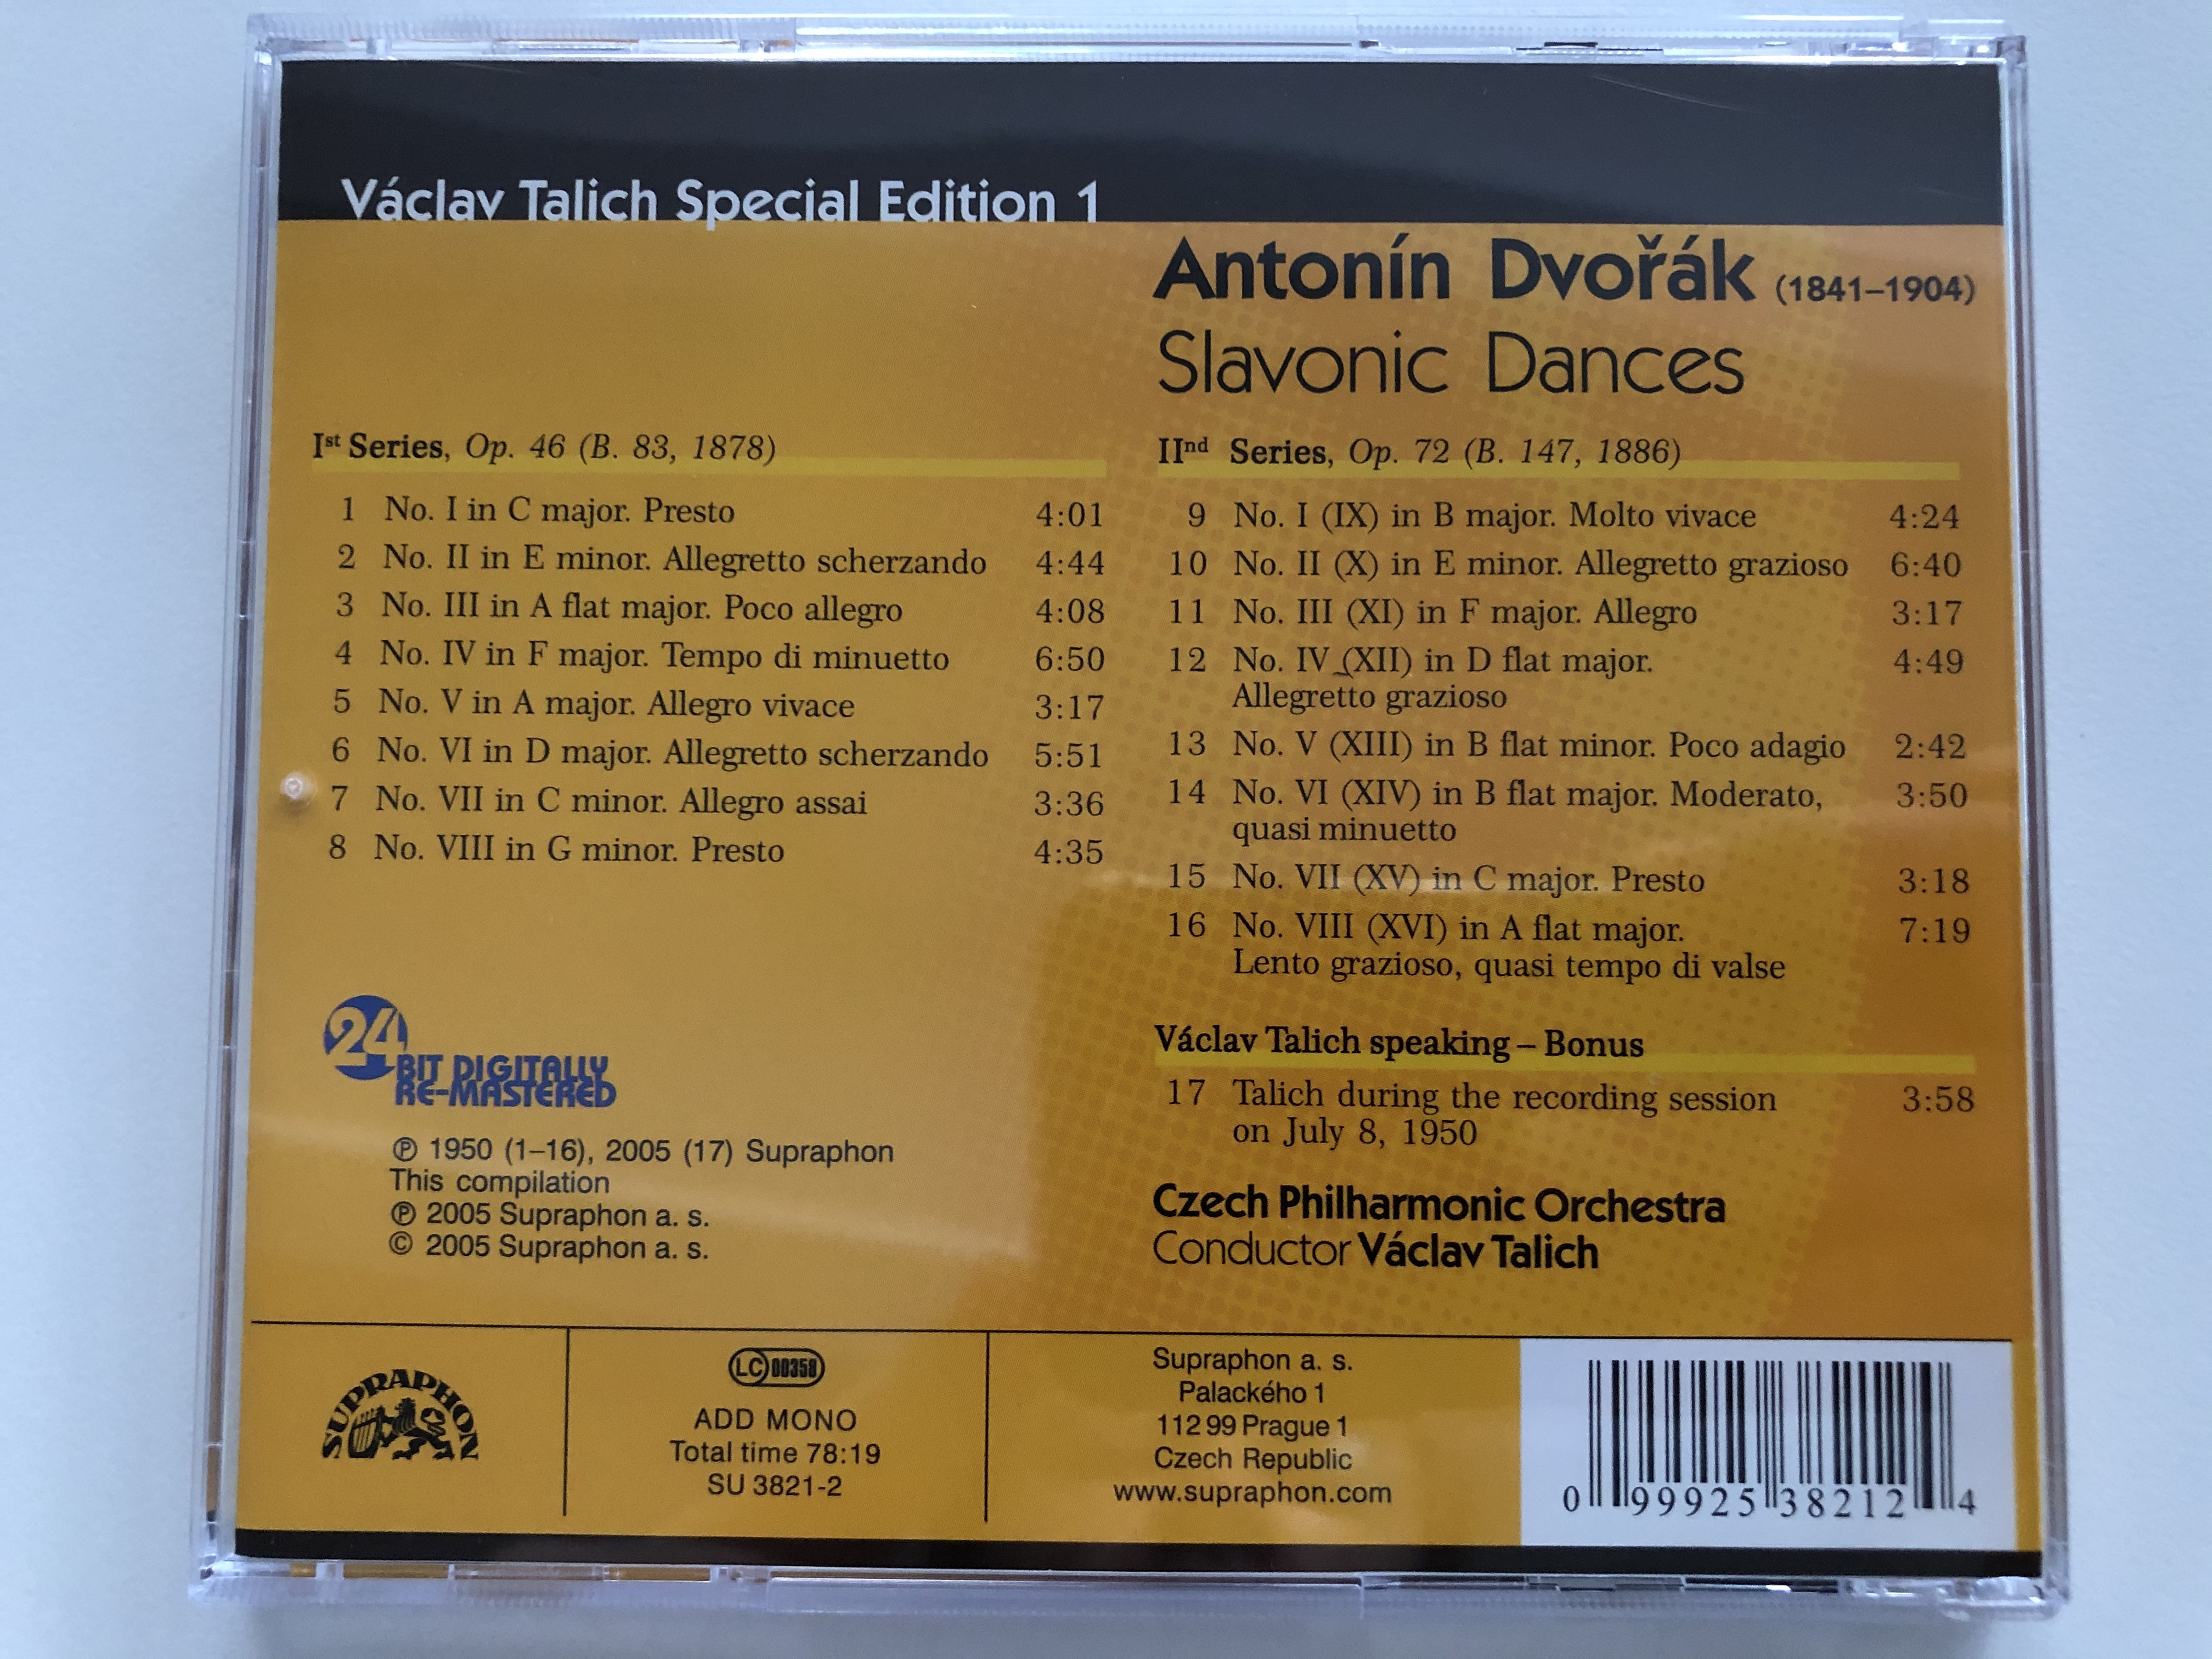 Václav Talich Special Edition 1
Antonín Dvořák (1841–1904)
Slavonic Dances
Ist Series, Op. 46 (B. 83, 1878)
1 No. I in C major. Presto 4:01
2 No. II in E minor. Allegretto scherzando 4:44
3 No. III in A flat major. Poco allegro 4:08
4 No. IV in F major. Tempo di minuetto 6:50
5 No. V in A major. Allegro vivace 3:17
6 No. VI in D major. Allegretto scherzando 5:51
7 No. VII in C minor. Allegro assai 3:36
8 No. VIII in G minor. Presto 4:35
IInd Series, Op. 72 (B. 147, 1886)
9 No. I (IX) in B major. Molto vivace 4:24
10 No. II (X) in E minor. Allegretto grazioso 6:40
11 No. III (XI) in F major. Allegro 3:17
12 No. IV (XII) in D flat major. 4:49
Allegretto grazioso
13 No. V (XIII) in B flat minor. Poco adagio 2:42
14 No. VI (XIV) in B flat major. Moderato, 3:50
quasi minuetto
15 No. VII (XV) in C major. Presto 3:18
16 No. VIII (XVI) in A flat major. 7:19
Lento grazioso, quasi tempo di valse
Václav Talich speaking – Bonus
17 Talich during the recording session 3:58
on July 8, 1950
Czech Philharmonic Orchestra
Conductor Václav Talich
24
BIT DIGITALLY
RE-MASTERED
℗ 1950 (1–16), 2005 (17) Supraphon
This compilation
℗ 2005 Supraphon a. s.
© 2005 Supraphon a. s.
SUPRAPHON
LC 00358
ADD MONO
Total time 78:19
SU 3821-2
Supraphon a. s.
Palackého 1
112 99 Prague 1
Czech Republic
www.supraphon.com
0 99925 38212 4